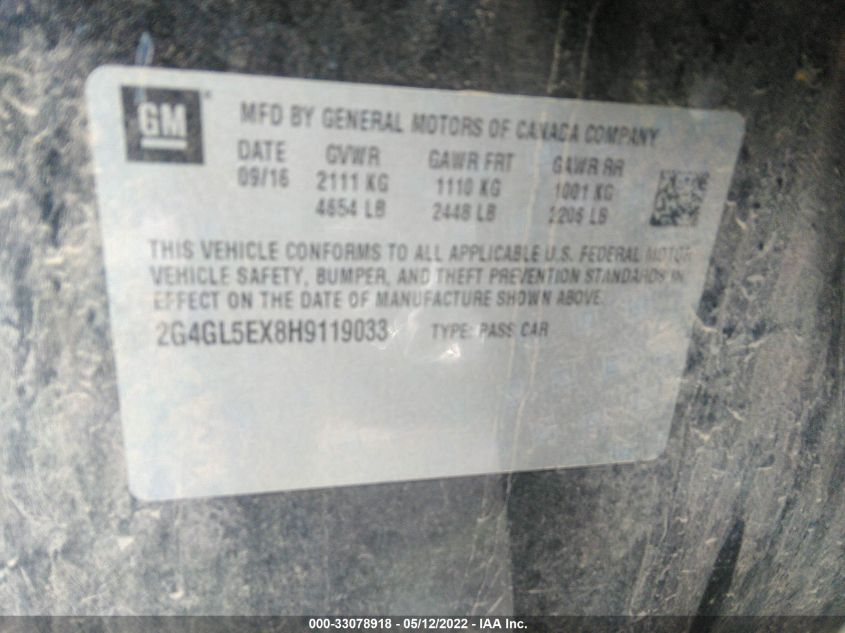 GM
MFD BY GENERAL MOTORS OF CANADA COMPANY
DATE GVWR GAWR FRT GAWR RR
09/16 2111 KG 1110 KG 1001 KG
4654 LB 2448 LB 2206 LB
THIS VEHICLE CONFORMS TO ALL APPLICABLE U.S. FEDERAL MOTOR
VEHICLE SAFETY, BUMPER, AND THEFT PREVENTION STANDARDS IN
EFFECT ON THE DATE OF MANUFACTURE SHOWN ABOVE.
2G4GL5EX8H9119033 TYPE: PASS CAR
000-33078918 - 05/12/2022 - IAA Inc.